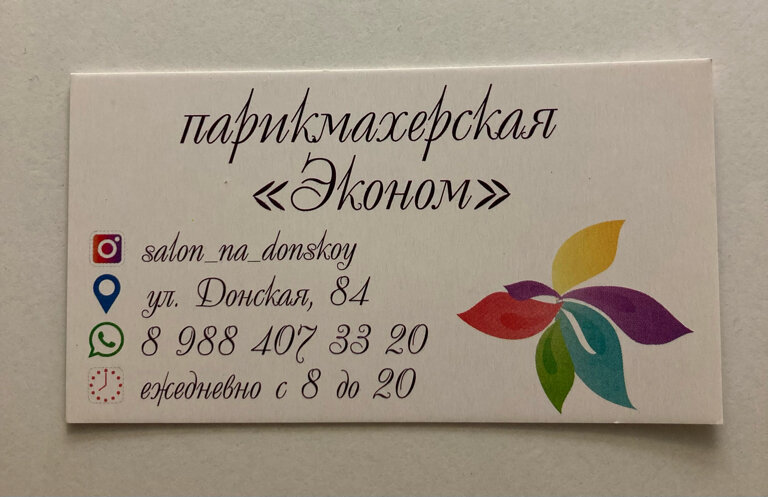 парикмахерская
«Эконом»
salon_na_donskoy
ул. Донская, 84
8 988 407 33 20
ежедневно с 8 до 20